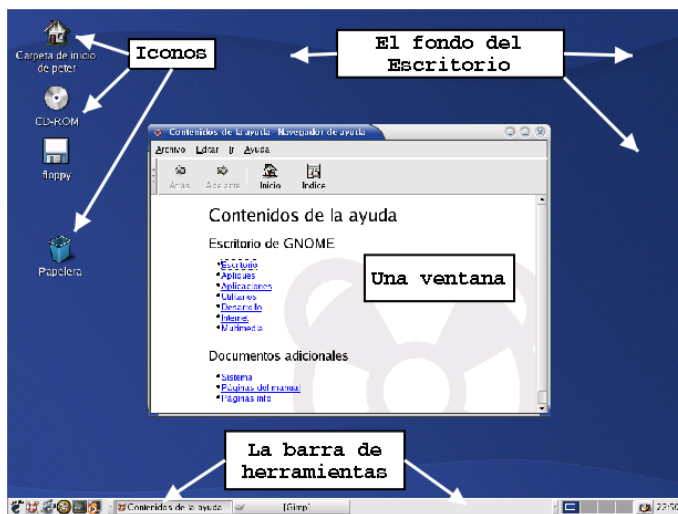 Iconos
El fondo del
Escritorio
Carpeta de inicio
de peter
CD-ROM
floppy
Papelera
Contenidos de la ayuda - Navegador de ayuda
Archivo Editar Ir Ayuda
Atrás Adelante Inicio Indice
Contenidos de la ayuda
Escritorio de GNOME
Escritorio
Apliques
Aplicaciones
Utilitarios
Desarrollo
Internet
Multimedia
Una ventana
Documentos adicionales
Sistema
Páginas del manual
Páginas info
La barra de
herramientas
Contenidos de la ayuda
[Gimp]